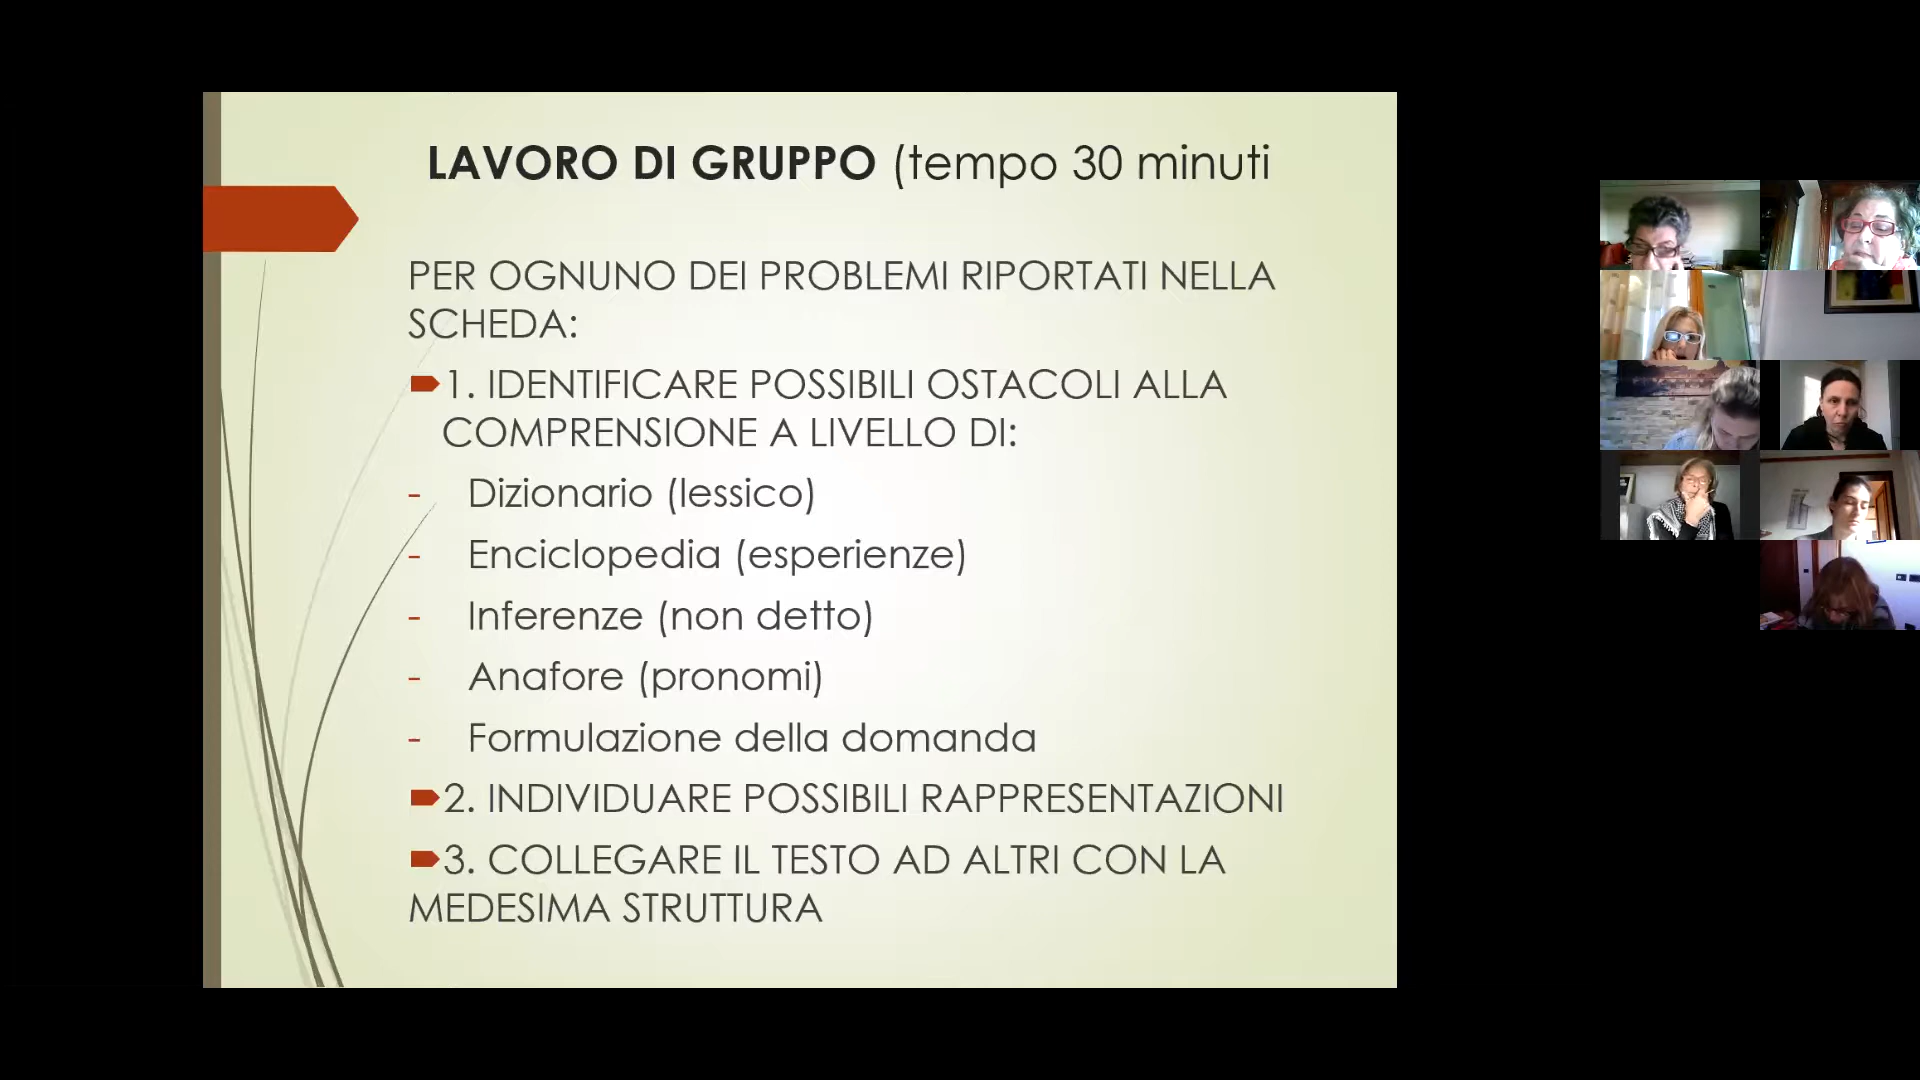 LAVORO DI GRUPPO (tempo 30 minuti
PER OGNUNO DEI PROBLEMI RIPORTATI NELLA
SCHEDA:
1. IDENTIFICARE POSSIBILI OSTACOLI ALLA
COMPRENSIONE A LIVELLO DI:
- Dizionario (lessico)
- Enciclopedia (esperienze)
- Inferenze (non detto)
- Anafore (pronomi)
- Formulazione della domanda
2. INDIVIDUARE POSSIBILI RAPPRESENTAZIONI
3. COLLEGARE IL TESTO AD ALTRI CON LA
MEDESIMA STRUTTURA